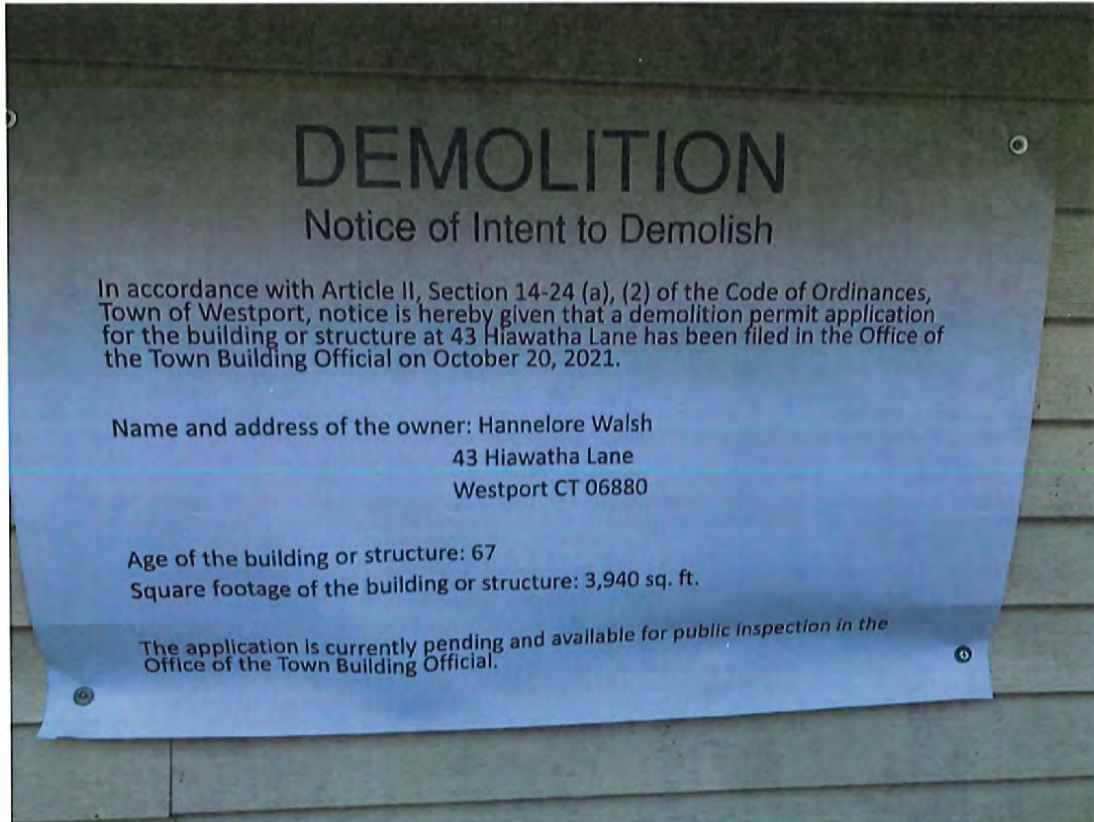 DEMOLITION
Notice of Intent to Demolish
In accordance with Article II, Section 14-24 (a), (2) of the Code of Ordinances,
Town of Westport, notice is hereby given that a demolition permit application
for the building or structure at 43 Hiawatha Lane has been filed in the Office of
the Town Building Official on October 20, 2021.
Name and address of the owner: Hannelore Walsh
43 Hiawatha Lane
Westport CT 06880
Age of the building or structure: 67
Square footage of the building or structure: 3,940 sq. ft.
The application is currently pending and available for public inspection in the
Office of the Town Building Official.